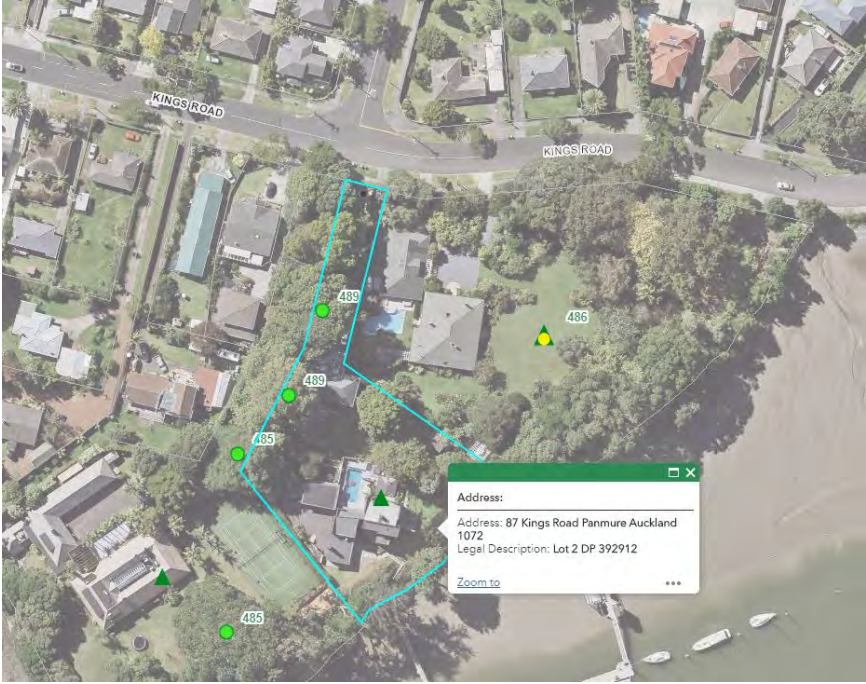 KINGS ROAD
KINGS ROAD
489
486
489
485
Address:
Address: 87 Kings Road Panmure Auckland
1072
Legal Description: Lot 2 DP 392912
Zoom to
485